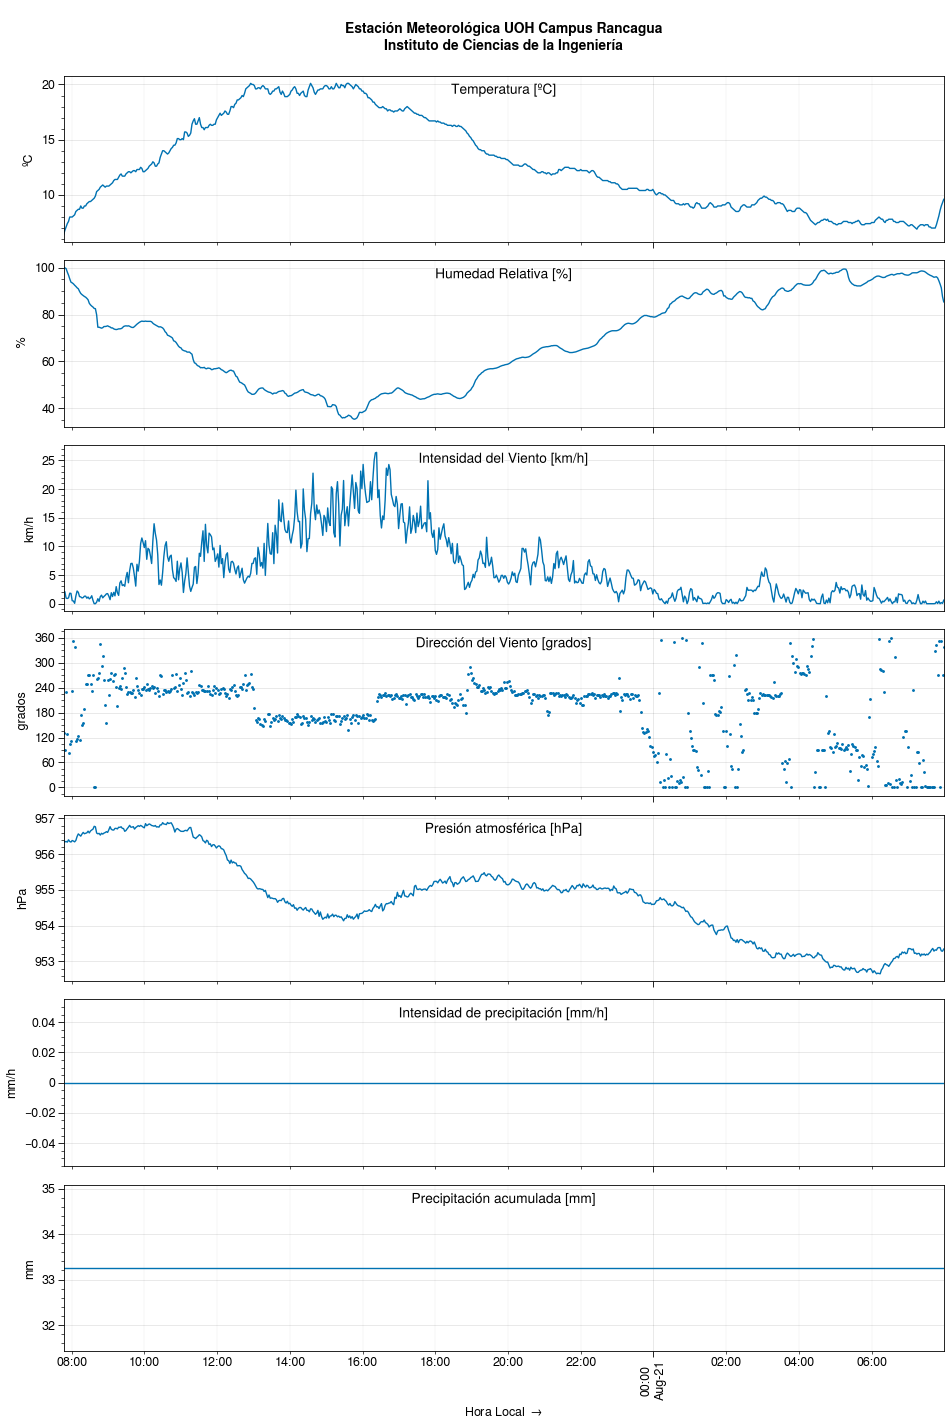 Estación Meteorológica UOH Campus Rancagua
Instituto de Ciencias de la Ingeniería
Temperatura [ºC]
ºC
20
15
10
Humedad Relativa [%]
%
100
80
60
40
Intensidad del Viento [km/h]
km/h
25
20
15
10
5
0
Dirección del Viento [grados]
grados
360
300
240
180
120
60
0
Presión atmosférica [hPa]
hPa
957
956
955
954
953
Intensidad de precipitación [mm/h]
mm/h
0.04
0.02
0
−0.02
−0.04
Precipitación acumulada [mm]
mm
35
34
33
32
08:00 10:00 12:00 14:00 16:00 18:00 20:00 22:00 00:00 02:00 04:00 06:00
Aug-21
Hora Local →